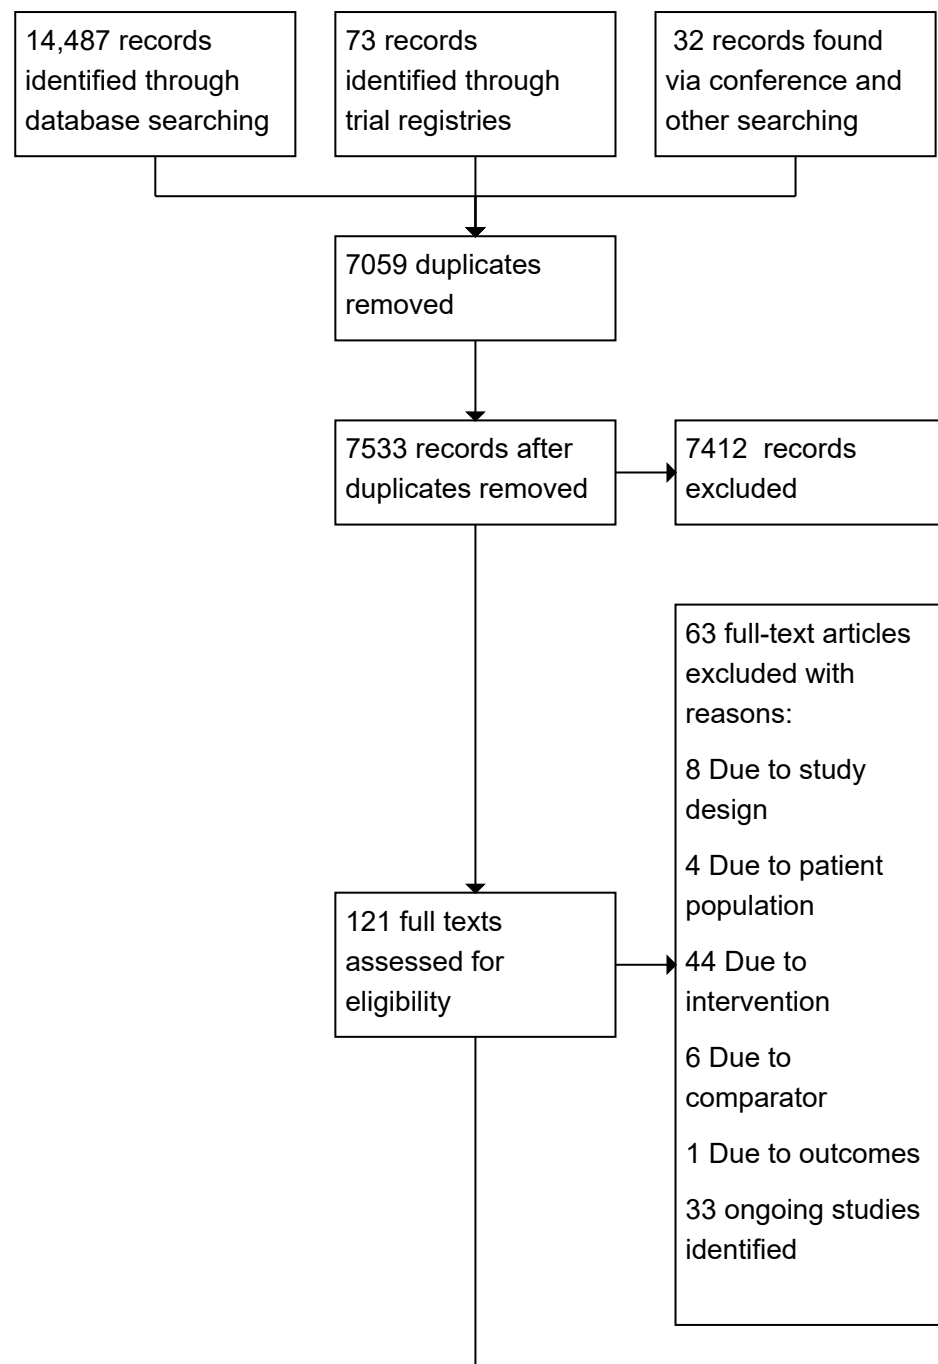 14,487 records
identified through
database searching
73 records
identified through
trial registries
32 records found
via conference and
other searching
7059 duplicates
removed
7533 records after
duplicates removed
7412 records
excluded
63 full-text articles
excluded with
reasons:
8 Due to study
design
4 Due to patient
population
44 Due to
intervention
6 Due to
comparator
1 Due to outcomes
33 ongoing studies
identified
121 full texts
assessed for
eligibility